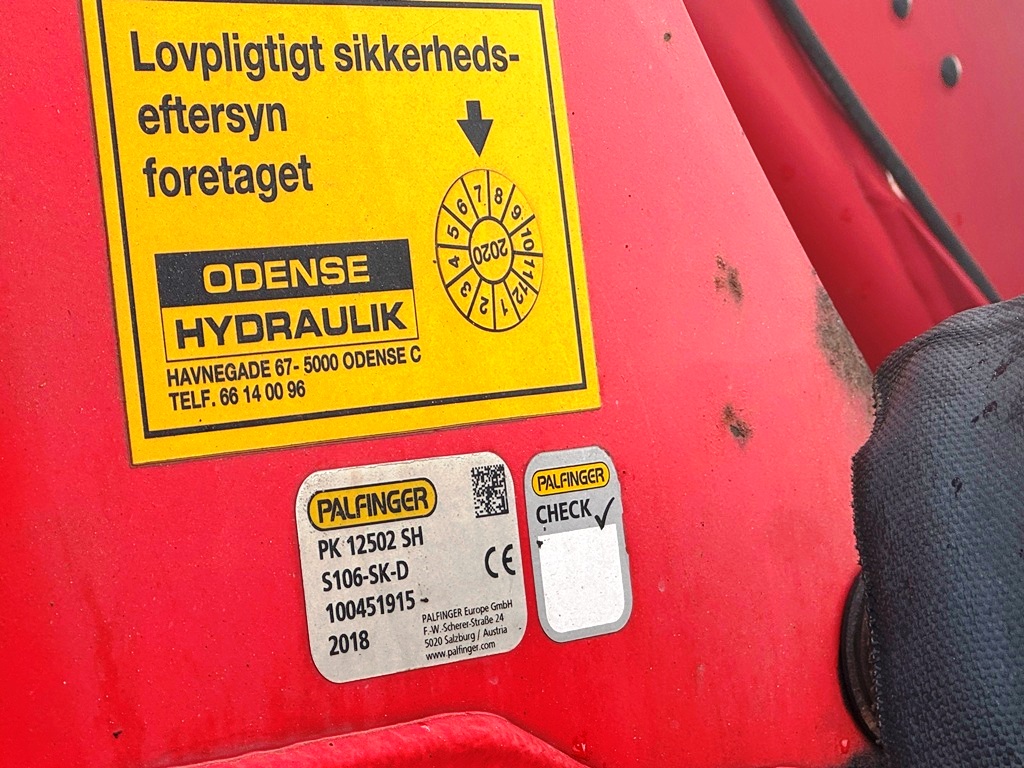 Lovpligtigt sikkerheds-
eftersyn
foretaget
1 2 3 4 5 6 7 8 9 10 11 12
2020
ODENSE
HYDRAULIK
HAVNEGADE 67- 5000 ODENSE C
TELF. 66 14 00 96
PALFINGER
PK 12502 SH
S106-SK-D
100451915
2018
CE
PALFINGER Europe GmbH
F.-W.-Scherer-Straße 24
5020 Salzburg / Austria
www.palfinger.com
PALFINGER
CHECK